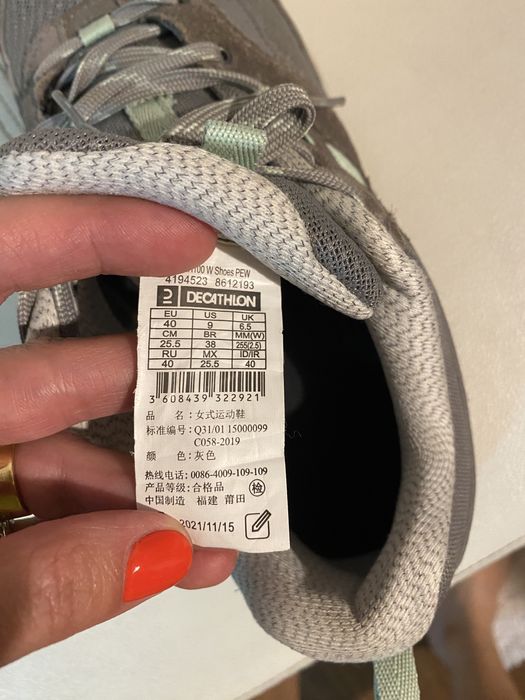 100 W Shoes PEW
4194523 8612193
DECATHLON
EU US UK
40 9 6.5
CM BR MM(W)
25.5 38 255(2.5)
RU MX ID/IR
40 25.5 40
3 608439 322921
品 名:女式运动鞋
标准编号:Q31/01 15000099
C058-2019
颜 色:灰色
热线电话:0086-4009-109-109
产品等级:合格品 检
中国制造 福建 莆田
2021/11/15